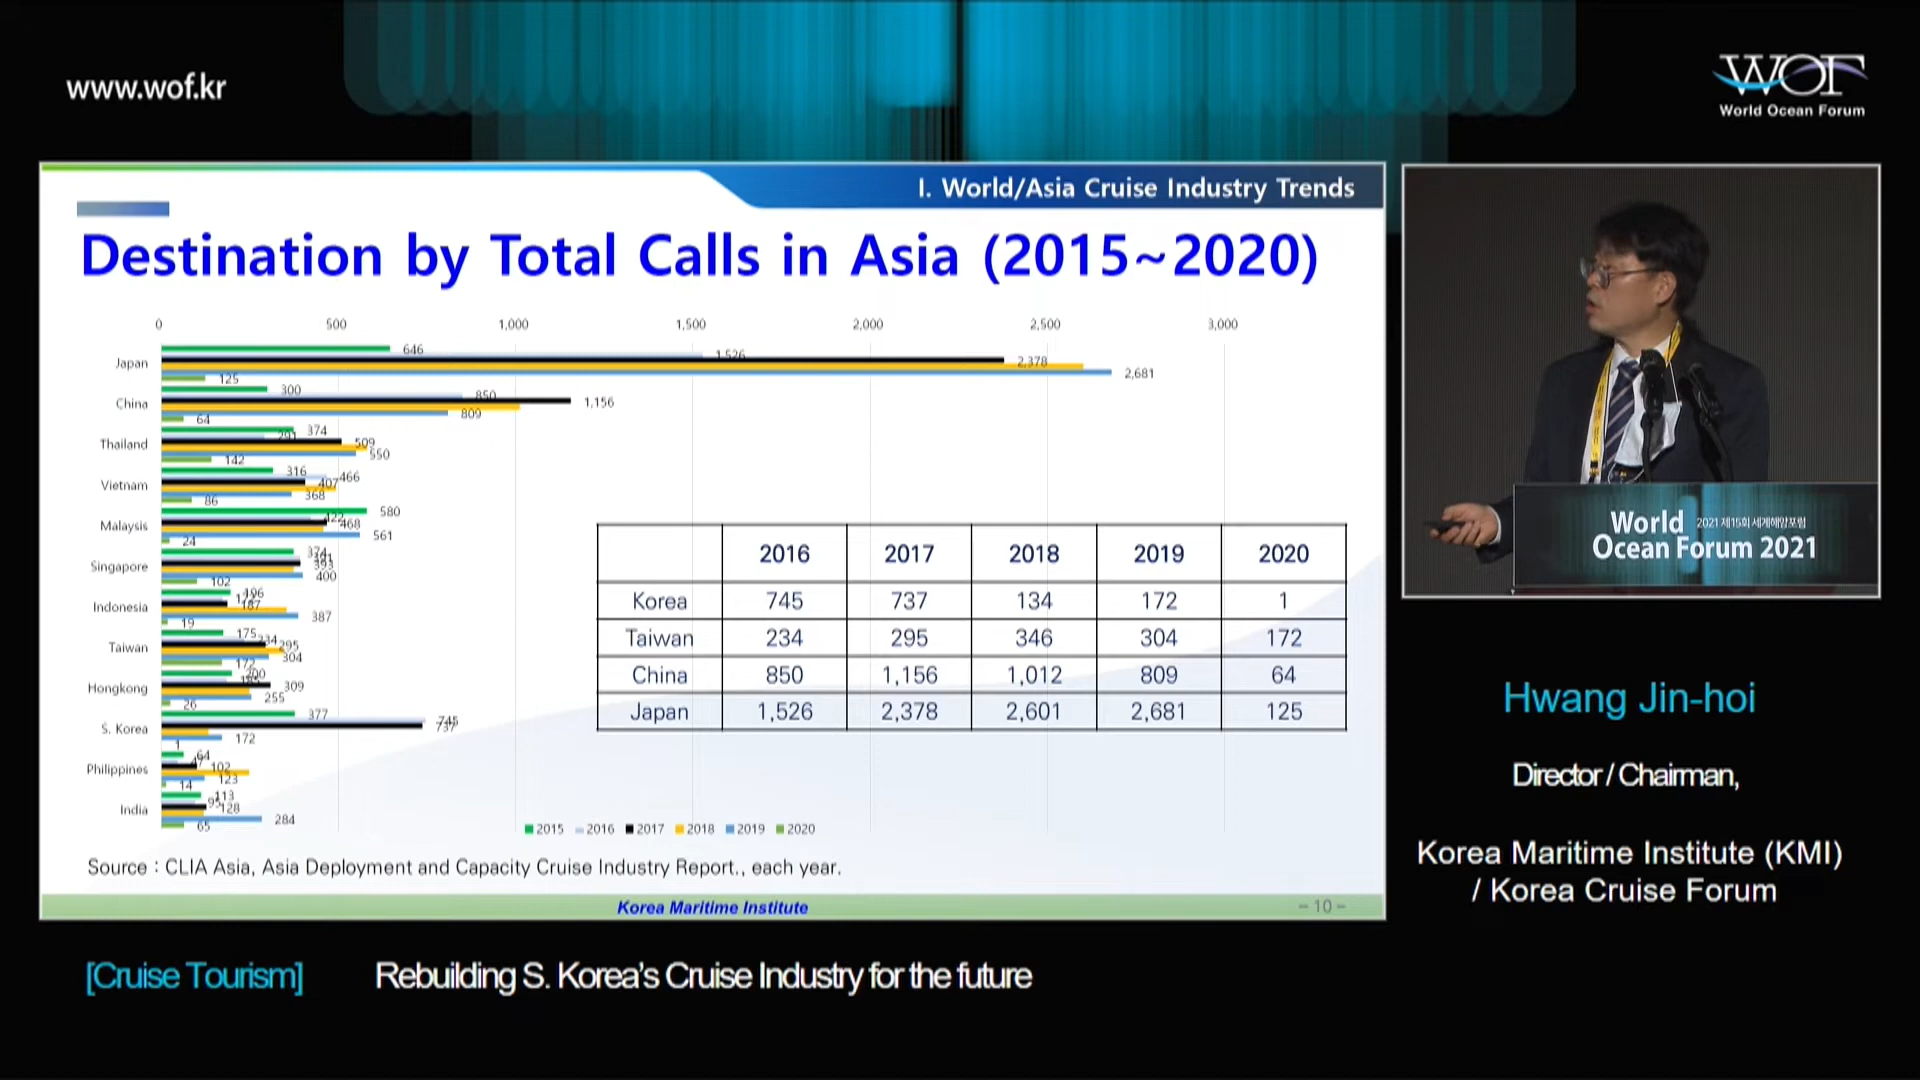 www.wof.kr
WOF
World Ocean Forum
I. World/Asia Cruise Industry Trends
Destination by Total Calls in Asia (2015~2020)
0 500 1,000 1,500 2,000 2,500 3,000
Japan 646 1,526 2,378 2,681 125
China 300 850 1,156 809 64
Thailand 374 291 509 550 142
Vietnam 316 466 407 368 86
Malaysis 580 422 468 561 24
Singapore 374 391 393 400 102
Indonesia 196 187 387 19
Taiwan 175 234 295 304 172
Hongkong 200 309 255 26
S. Korea 377 745 737 172 1
Philippines 64 47 102 123 14
India 113 128 284 65
2015 2016 2017 2018 2019 2020
2016 2017 2018 2019 2020
Korea 745 737 134 172 1
Taiwan 234 295 346 304 172
China 850 1,156 1,012 809 64
Japan 1,526 2,378 2,601 2,681 125
Source : CLIA Asia, Asia Deployment and Capacity Cruise Industry Report., each year.
Korea Maritime Institute
- 10 -
World 2021 제15회 세계해양포럼
Ocean Forum 2021
Hwang Jin-hoi
Director / Chairman,
Korea Maritime Institute (KMI)
/ Korea Cruise Forum
[Cruise Tourism] Rebuilding S. Korea's Cruise Industry for the future